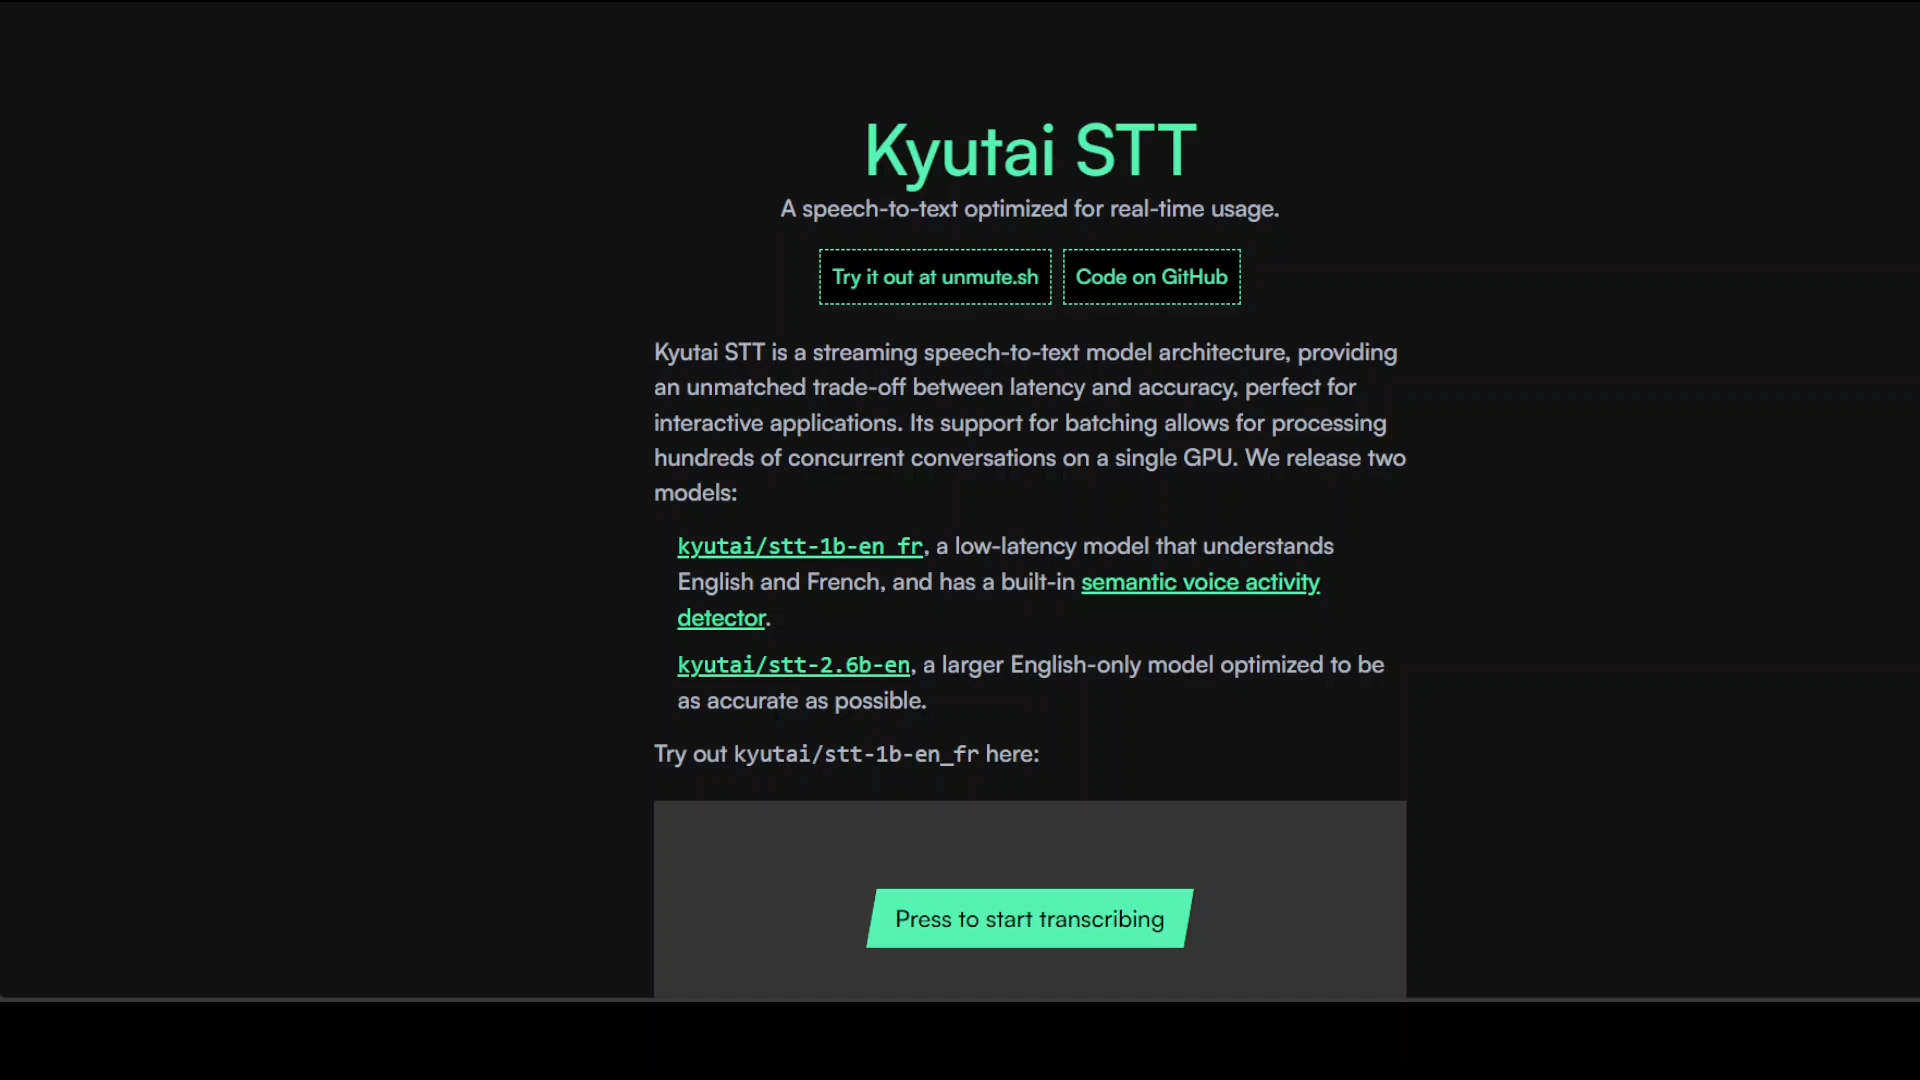 Kyutai STT
A speech-to-text optimized for real-time usage.
Try it out at unmute.sh
Code on GitHub
Kyutai STT is a streaming speech-to-text model architecture, providing
an unmatched trade-off between latency and accuracy, perfect for
interactive applications. Its support for batching allows for processing
hundreds of concurrent conversations on a single GPU. We release two
models:
kyutai/stt-1b-en_fr, a low-latency model that understands
English and French, and has a built-in semantic voice activity
detector.
kyutai/stt-2.6b-en, a larger English-only model optimized to be
as accurate as possible.
Try out kyutai/stt-1b-en_fr here:
Press to start transcribing